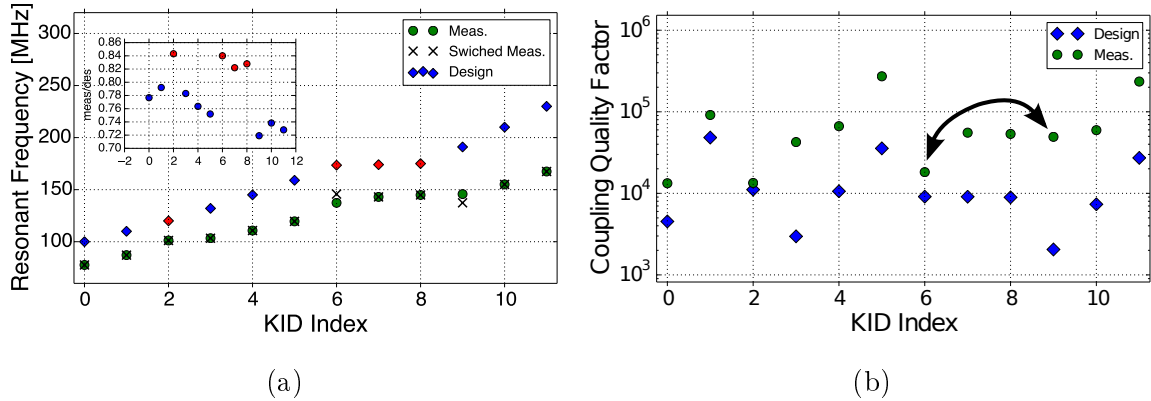 Resonant Frequency [MHz]
300
250
200
150
100
0 2 4 6 8 10
KID Index
Meas.
Swiched Meas.
Design
meas/des
0.86
0.84
0.82
0.80
0.78
0.76
0.74
0.72
0.70
−2 0 2 4 6 8 10 12
(a)
Coupling Quality Factor
10^6
10^5
10^4
10^3
0 2 4 6 8 10
KID Index
Design
Meas.
(b)